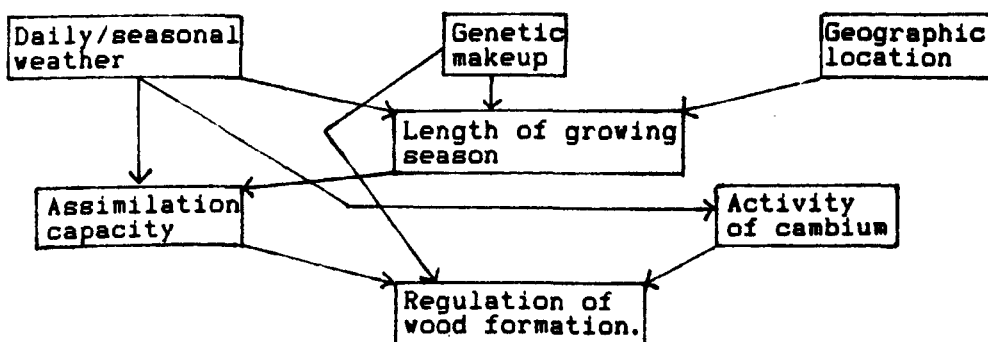 Daily/seasonal
weather
Genetic
makeup
Geographic
location
Length of growing
season
Assimilation
capacity
Activity
of cambium
Regulation of
wood formation.